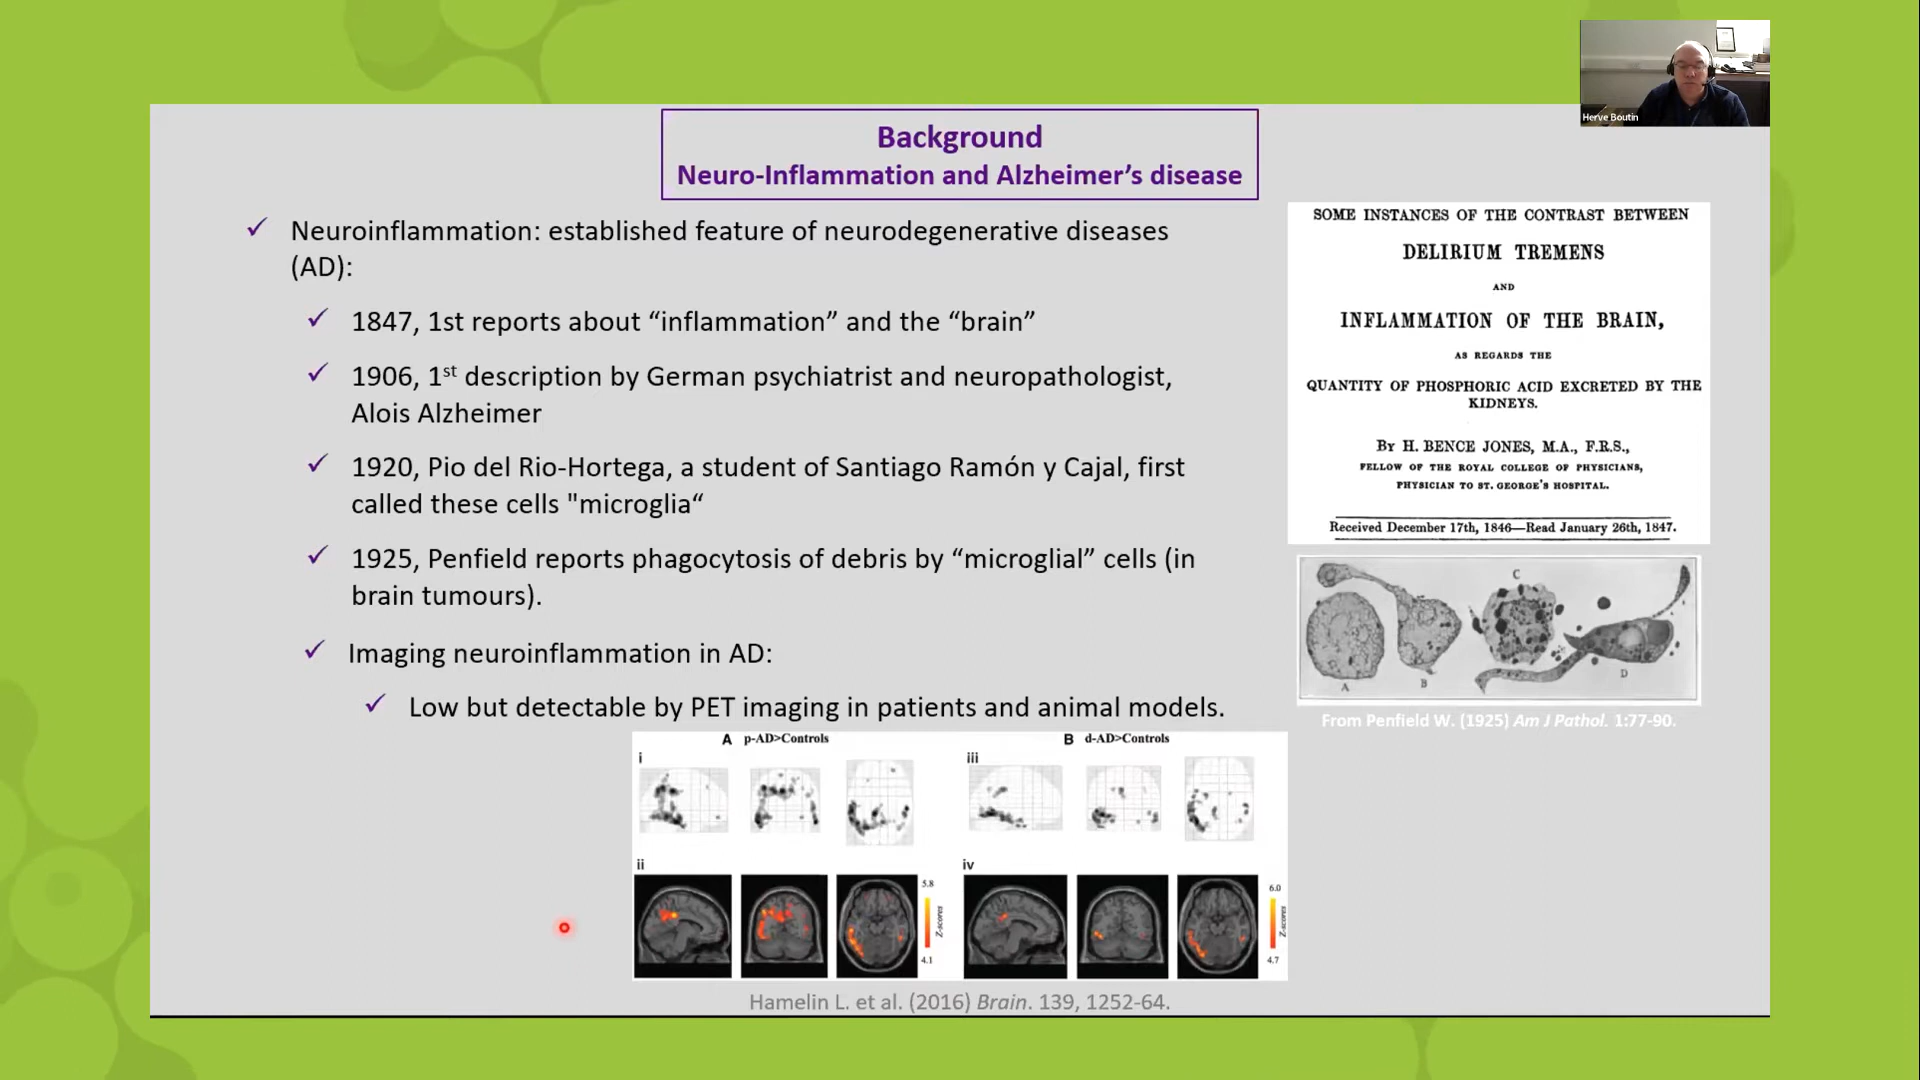 Herve Boutin
Background
Neuro-Inflammation and Alzheimer’s disease
✓ Neuroinflammation: established feature of neurodegenerative diseases
(AD):
✓ 1847, 1st reports about “inflammation” and the “brain”
✓ 1906, 1st description by German psychiatrist and neuropathologist,
Alois Alzheimer
✓ 1920, Pio del Rio-Hortega, a student of Santiago Ramón y Cajal, first
called these cells "microglia“
✓ 1925, Penfield reports phagocytosis of debris by “microglial” cells (in
brain tumours).
✓ Imaging neuroinflammation in AD:
✓ Low but detectable by PET imaging in patients and animal models.
SOME INSTANCES OF THE CONTRAST BETWEEN
DELIRIUM TREMENS
AND
INFLAMMATION OF THE BRAIN,
AS REGARDS THE
QUANTITY OF PHOSPHORIC ACID EXCRETED BY THE
KIDNEYS.
By H. BENCE JONES, M.A., F.R.S.,
FELLOW OF THE ROYAL COLLEGE OF PHYSICIANS,
PHYSICIAN TO ST. GEORGE'S HOSPITAL.
Received December 17th, 1846—Read January 26th, 1847.
A B C D
From Penfield W. (1925) Am J Pathol. 1:77-90.
A p-AD>Controls
B d-AD>Controls
i
iii
ii
iv
5.8
Z-scores
4.1
6.0
Z-scores
4.7
Hamelin L. et al. (2016) Brain. 139, 1252-64.